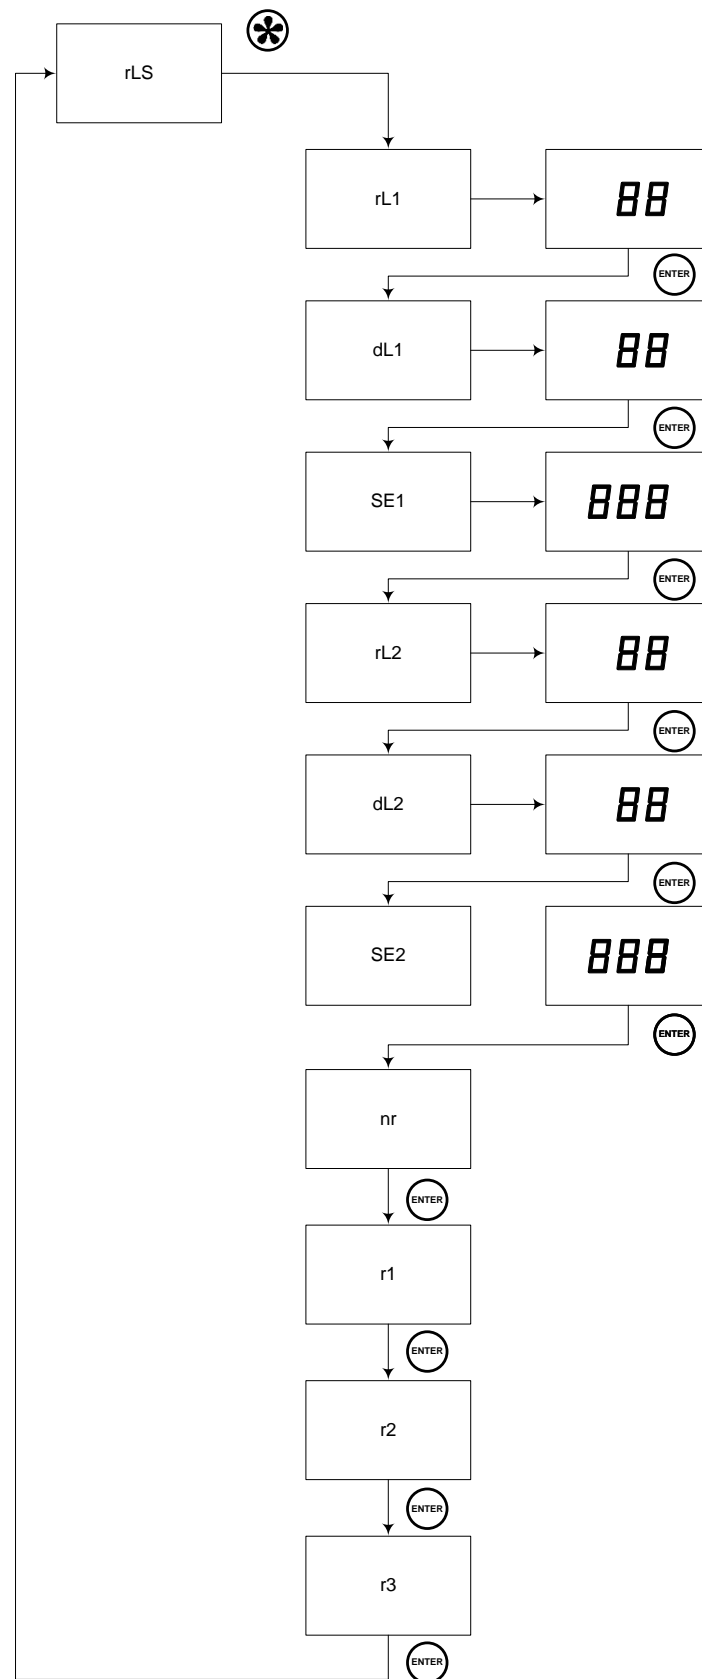 rLS
rL1
88
ENTER
dL1
88
ENTER
SE1
888
ENTER
rL2
88
ENTER
dL2
88
ENTER
SE2
888
ENTER
nr
ENTER
r1
ENTER
r2
ENTER
r3
ENTER